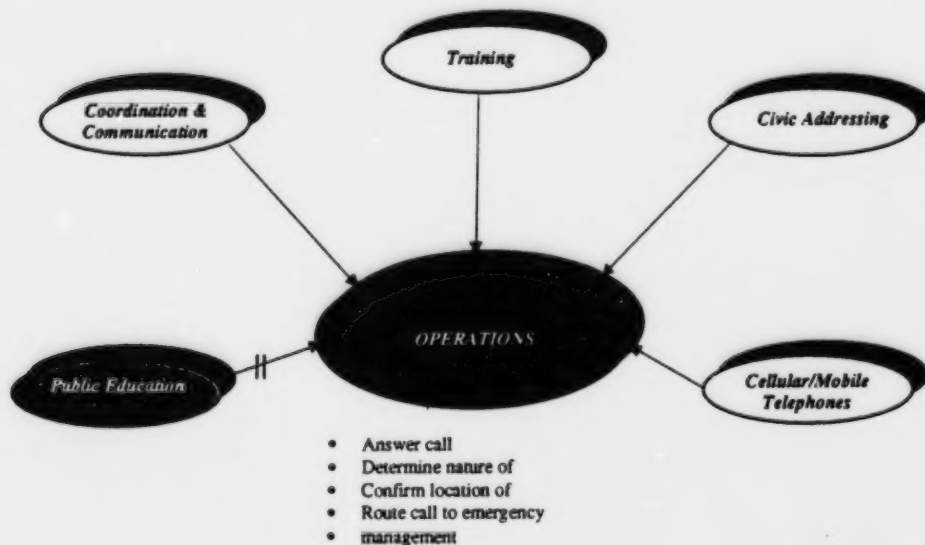 Training
Coordination &
Communication
Civic Addressing
OPERATIONS
Public Education
Cellular/Mobile
Telephones
• Answer call
• Determine nature of
• Confirm location of
• Route call to emergency
• management